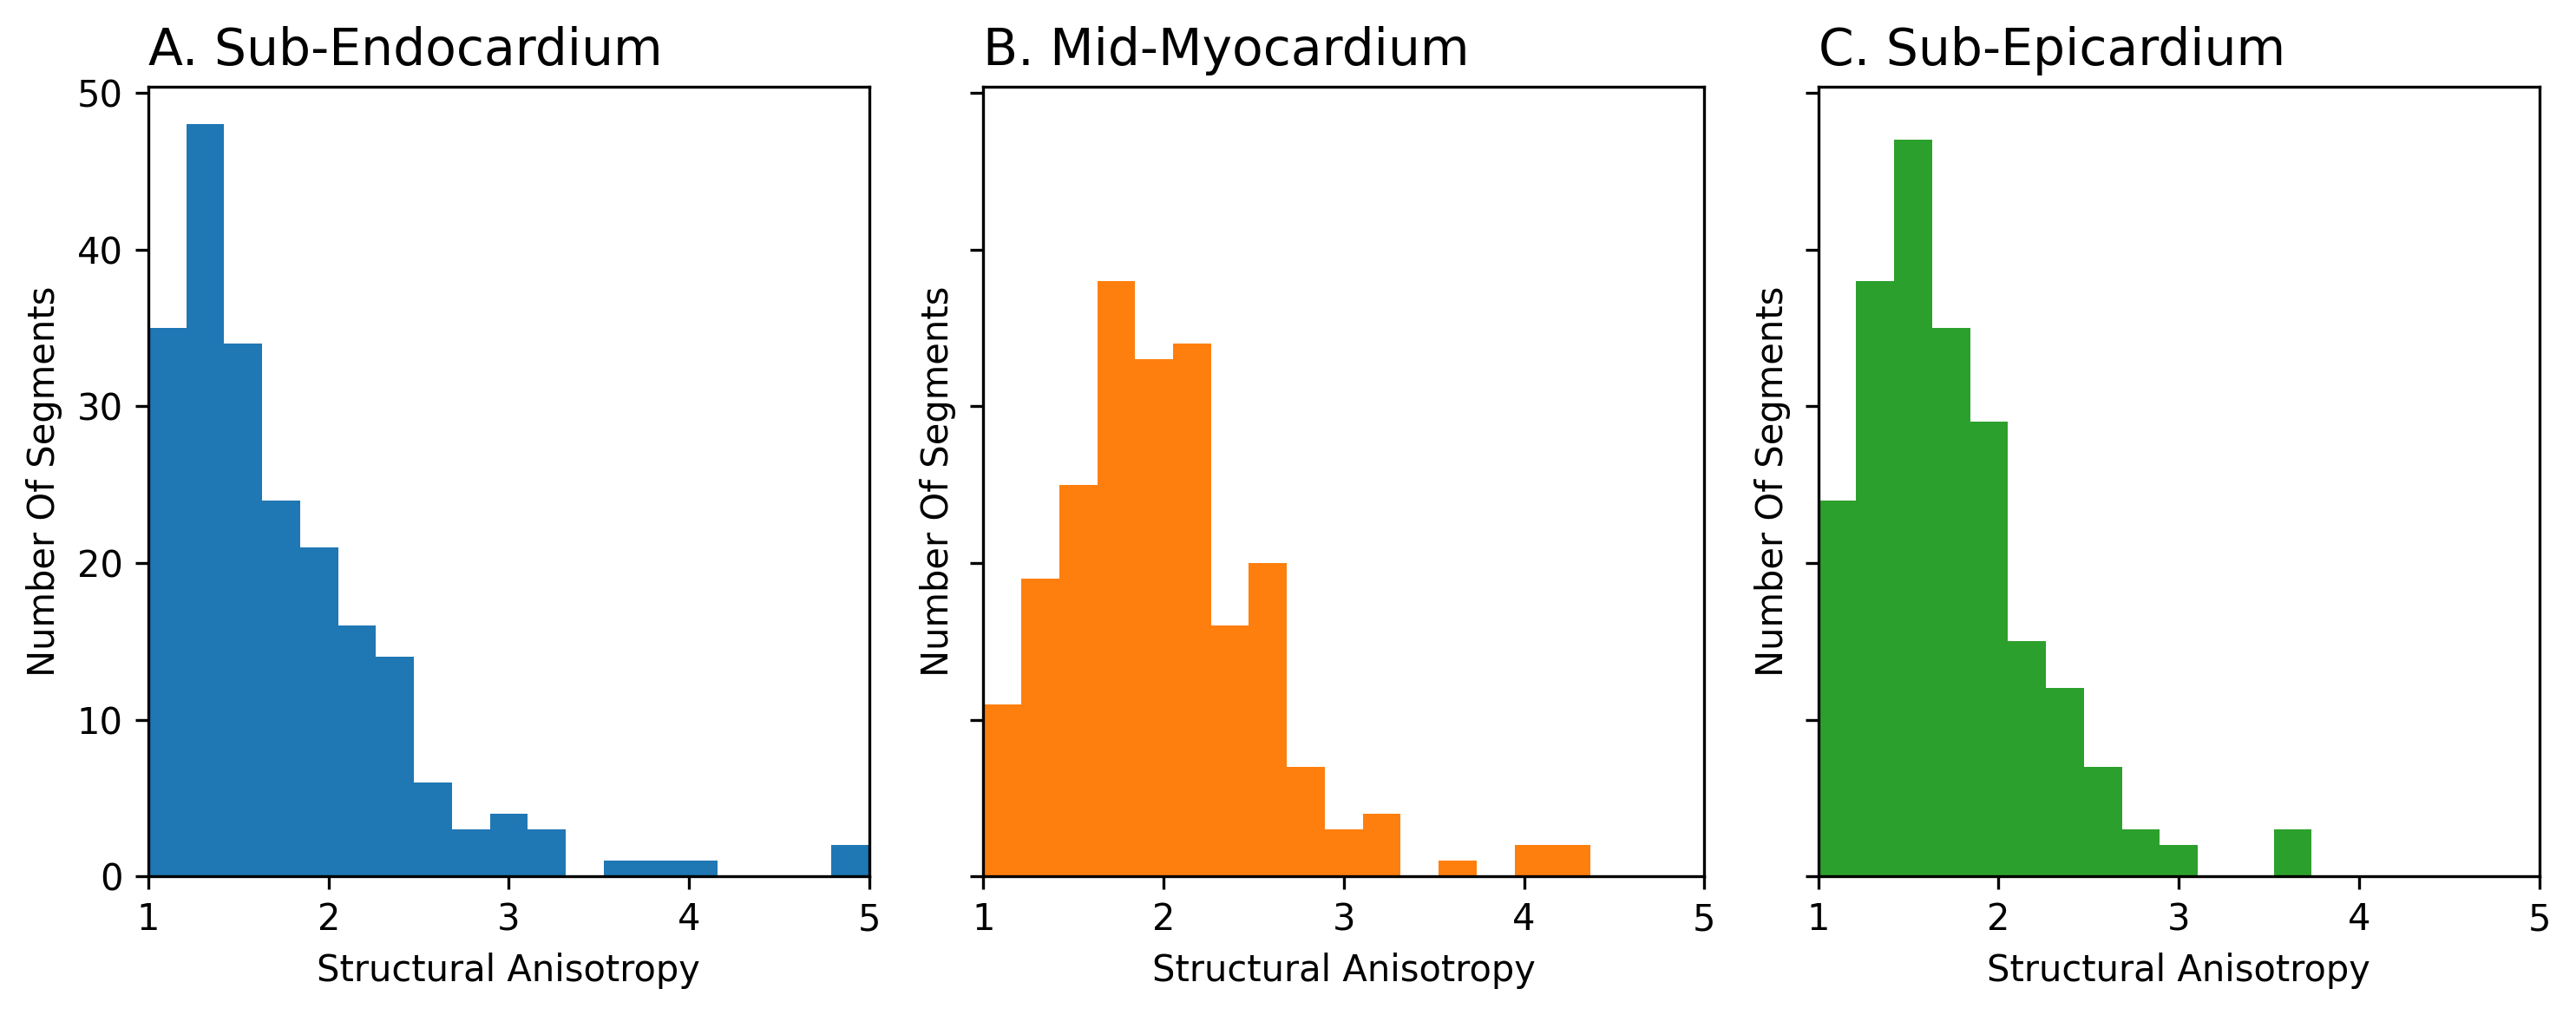 A. Sub-Endocardium
B. Mid-Myocardium
C. Sub-Epicardium
Number Of Segments
50
40
30
20
10
0
1 2 3 4 5
Structural Anisotropy
Number Of Segments
1 2 3 4 5
Structural Anisotropy
Number Of Segments
1 2 3 4 5
Structural Anisotropy